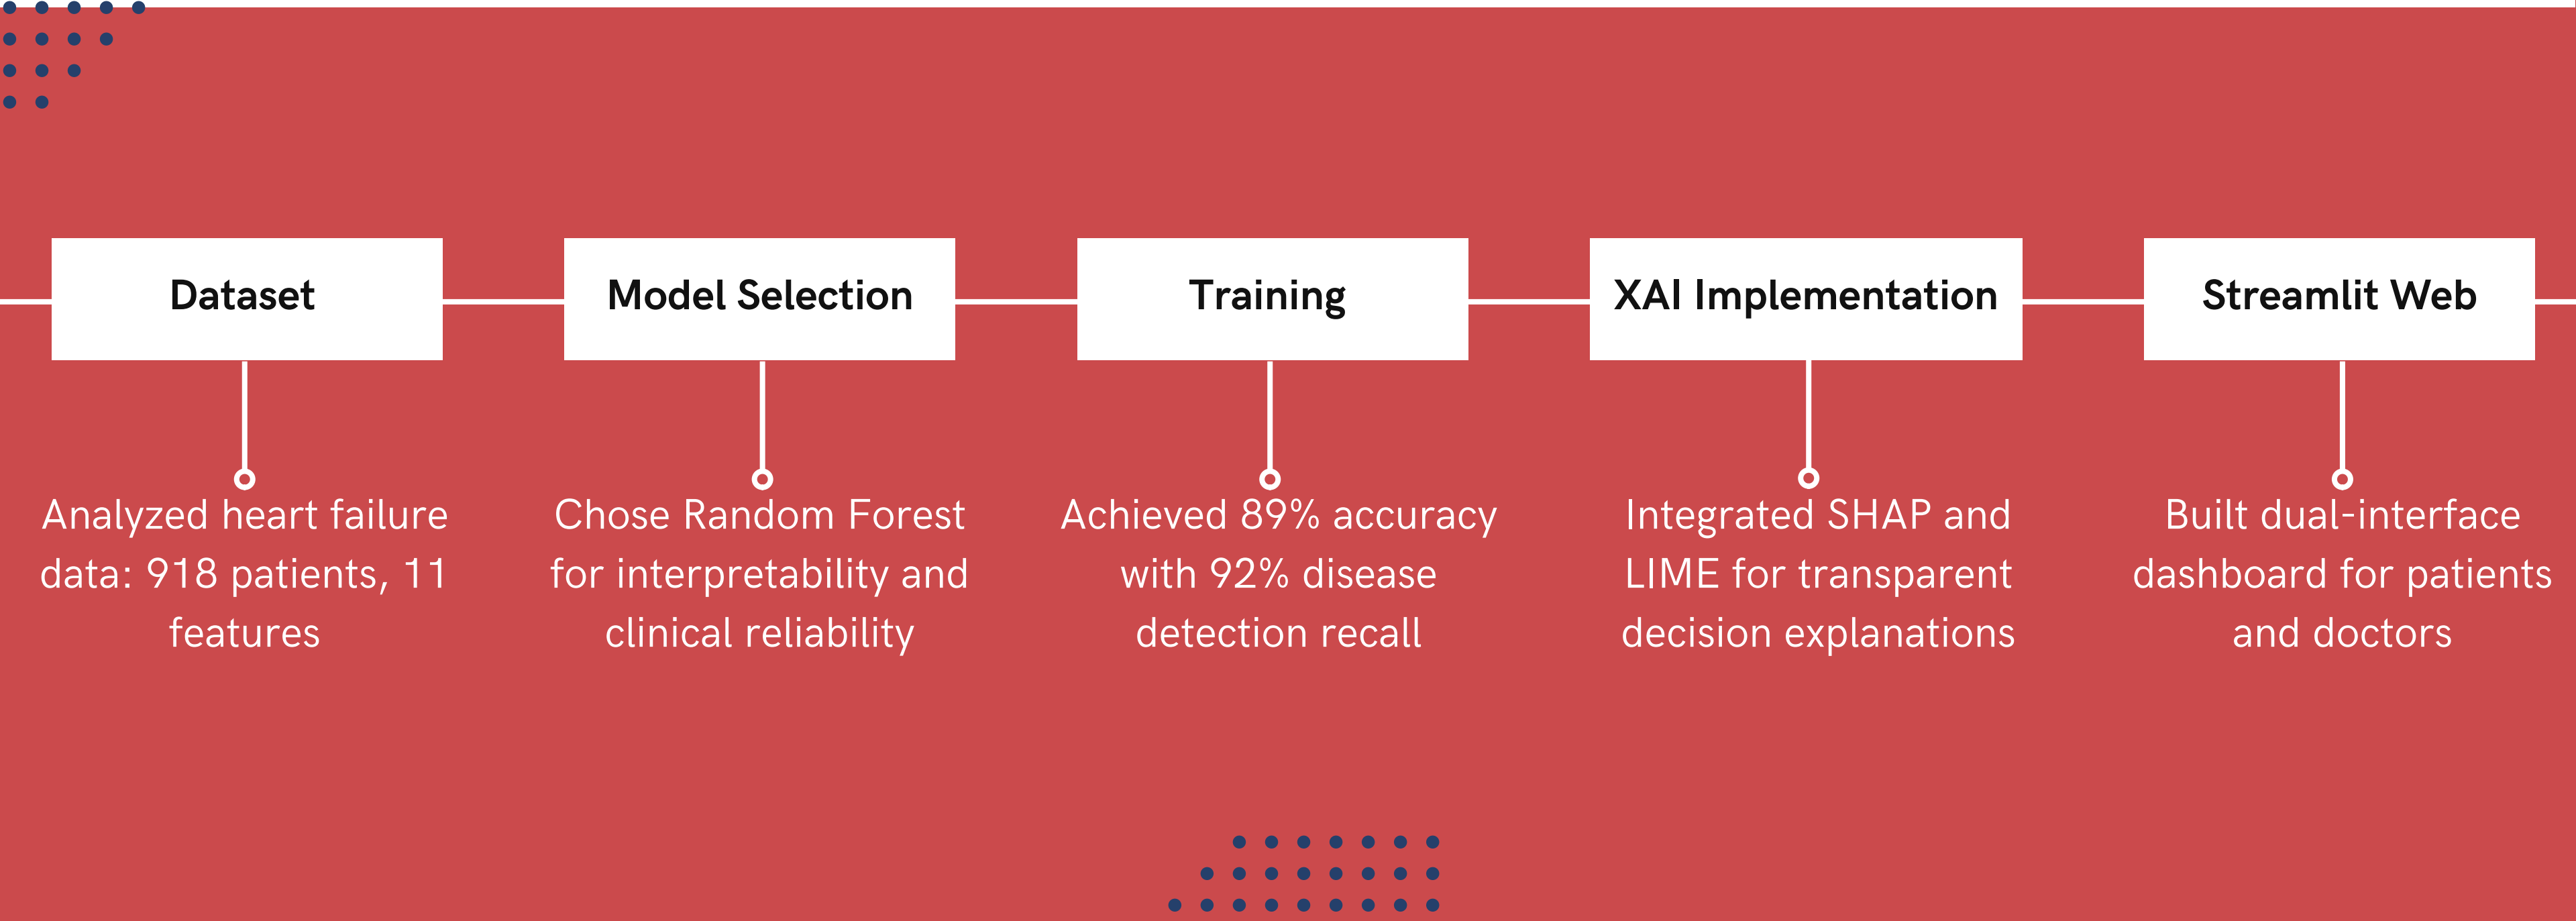 Dataset
Model Selection
Training
XAI Implementation
Streamlit Web
Analyzed heart failure
data: 918 patients, 11
features
Chose Random Forest
for interpretability and
clinical reliability
Achieved 89% accuracy
with 92% disease
detection recall
Integrated SHAP and
LIME for transparent
decision explanations
Built dual-interface
dashboard for patients
and doctors